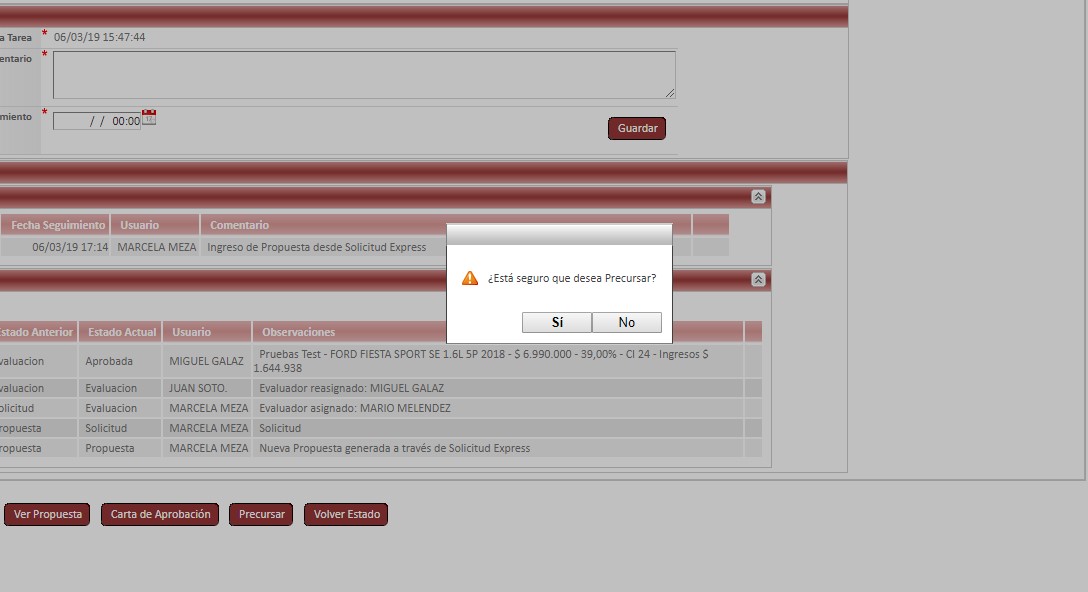 a Tarea * 06/03/19 15:47:44
entario *
miento * / / 00:00
Guardar
Fecha Seguimiento Usuario Comentario
06/03/19 17:14 MARCELA MEZA Ingreso de Propuesta desde Solicitud Express
¿Está seguro que desea Precursar?
Sí No
stado Anterior Estado Actual Usuario Observaciones
valuacion Aprobada MIGUEL GALAZ Pruebas Test - FORD FIESTA SPORT SE 1.6L 5P 2018 - $ 6.990.000 - 39,00% - CI 24 - Ingresos $
1.644.938
valuacion Evaluacion JUAN SOTO. Evaluador reasignado: MIGUEL GALAZ
olicitud Evaluacion MARCELA MEZA Evaluador asignado: MARIO MELENDEZ
ropuesta Solicitud MARCELA MEZA Solicitud
ropuesta Propuesta MARCELA MEZA Nueva Propuesta generada a través de Solicitud Express
Ver Propuesta Carta de Aprobación Precursar Volver Estado